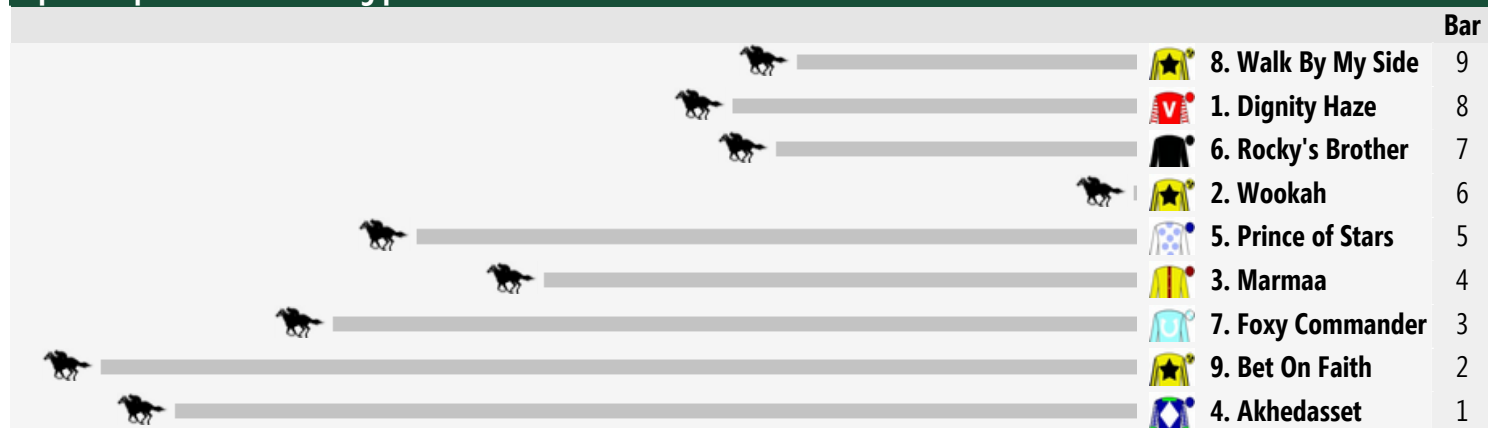 Bar
8. Walk By My Side 9
1. Dignity Haze 8
V
6. Rocky's Brother 7
2. Wookah 6
5. Prince of Stars 5
3. Marmaa 4
7. Foxy Commander 3
9. Bet On Faith 2
4. Akhedasset 1